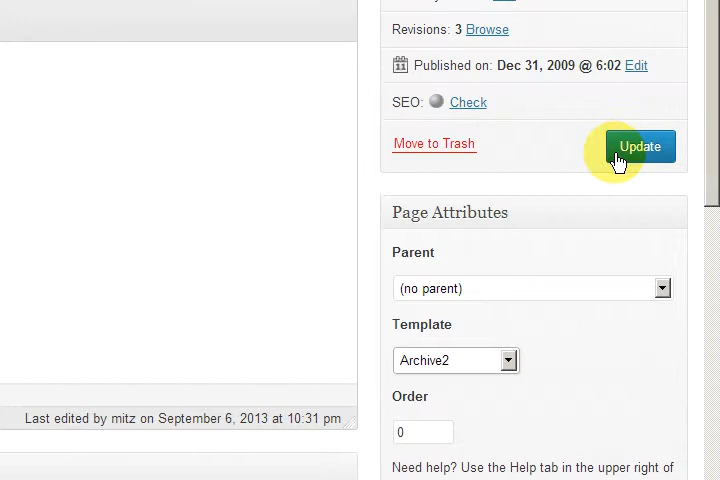 Revisions: 3 Browse
11 Published on: Dec 31, 2009 @ 6:02 Edit
SEO: Check
Move to Trash Update
Page Attributes
Parent
(no parent)
Template
Archive2
Order
0
Last edited by mitz on September 6, 2013 at 10:31 pm
Need help? Use the Help tab in the upper right of